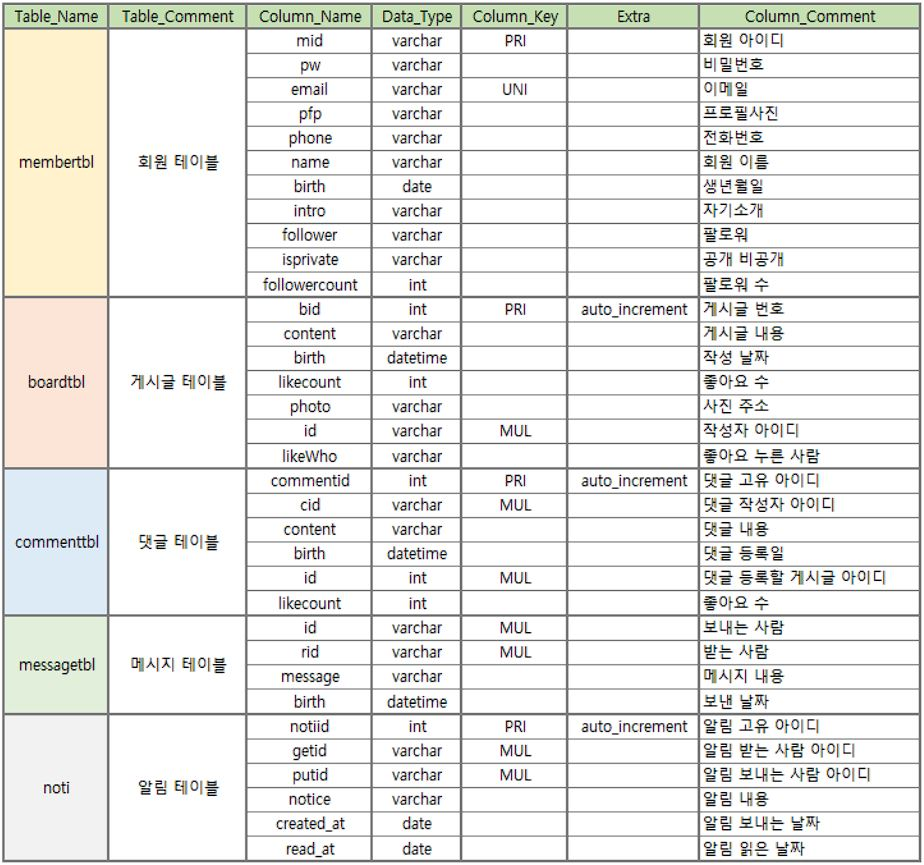 Table_Name Table_Comment Column_Name Data_Type Column_Key Extra Column_Comment
membertbl 회원 테이블 mid varchar PRI 회원 아이디
pw varchar 비밀번호
email varchar UNI 이메일
pfp varchar 프로필사진
phone varchar 전화번호
name varchar 회원 이름
birth date 생년월일
intro varchar 자기소개
follower varchar 팔로워
isprivate varchar 공개 비공개
followercount int 팔로워 수
boardtbl 게시글 테이블 bid int PRI auto_increment 게시글 번호
content varchar 게시글 내용
birth datetime 작성 날짜
likecount int 좋아요 수
photo varchar 사진 주소
id varchar MUL 작성자 아이디
likeWho varchar 좋아요 누른 사람
commenttbl 댓글 테이블 commentid int PRI auto_increment 댓글 고유 아이디
cid varchar MUL 댓글 작성자 아이디
content varchar 댓글 내용
birth datetime 댓글 등록일
id int MUL 댓글 등록할 게시글 아이디
likecount int 좋아요 수
messagetbl 메시지 테이블 id varchar MUL 보내는 사람
rid varchar MUL 받는 사람
message varchar 메시지 내용
birth datetime 보낸 날짜
noti 알림 테이블 notiid int PRI auto_increment 알림 고유 아이디
getid varchar MUL 알림 받는 사람 아이디
putid varchar MUL 알림 보내는 사람 아이디
notice varchar 알림 내용
created_at date 알림 보내는 날짜
read_at date 알림 읽은 날짜